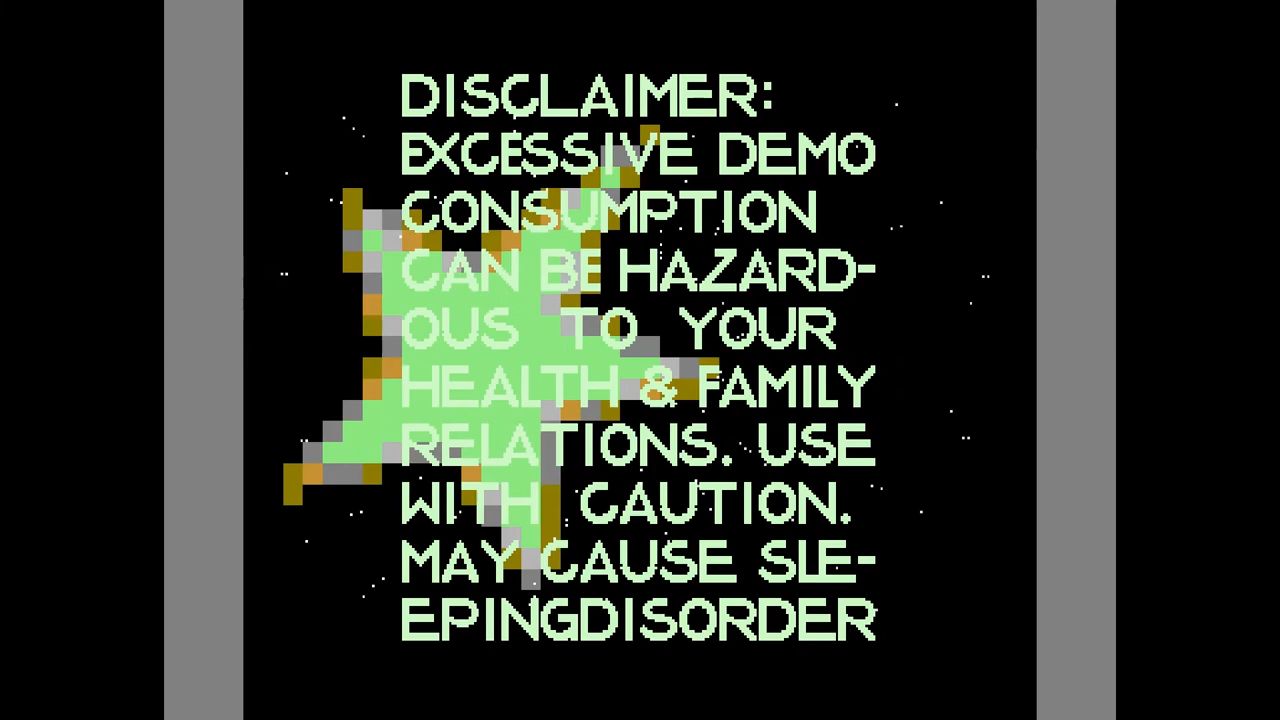 DISCLAIMER:
EXCESSIVE DEMO
CONSUMPTION
CAN BE HAZARD-
OUS TO YOUR
HEALTH & FAMILY
RELATIONS. USE
WITH CAUTION.
MAY CAUSE SLE-
EPINGDISORDER